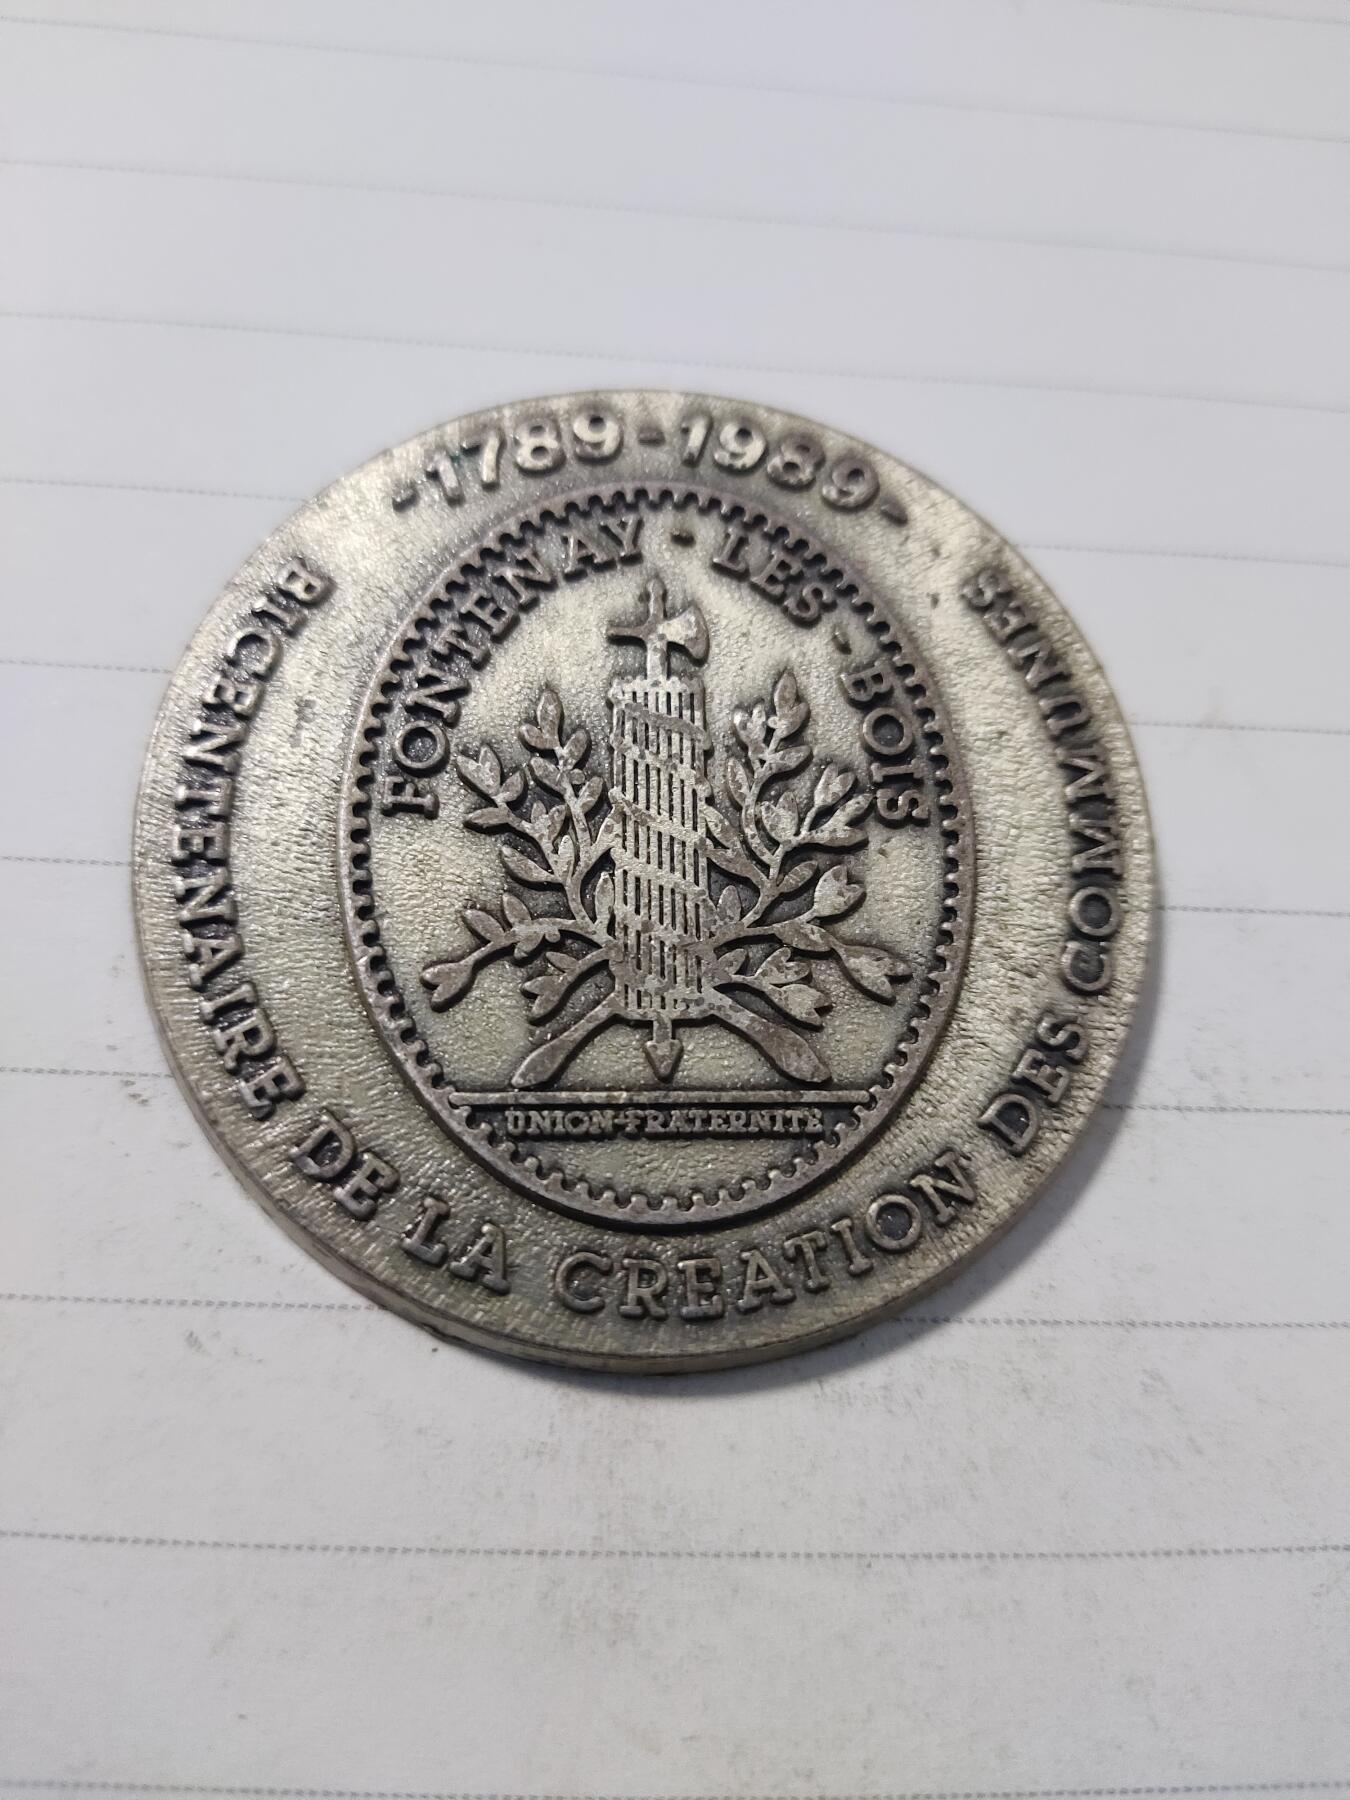 -1789-1989-
BICENTENAIRE DE LA CREATION DES COMMUNES
FONTENAY-LES-BOIS
UNION-FRATERNITE